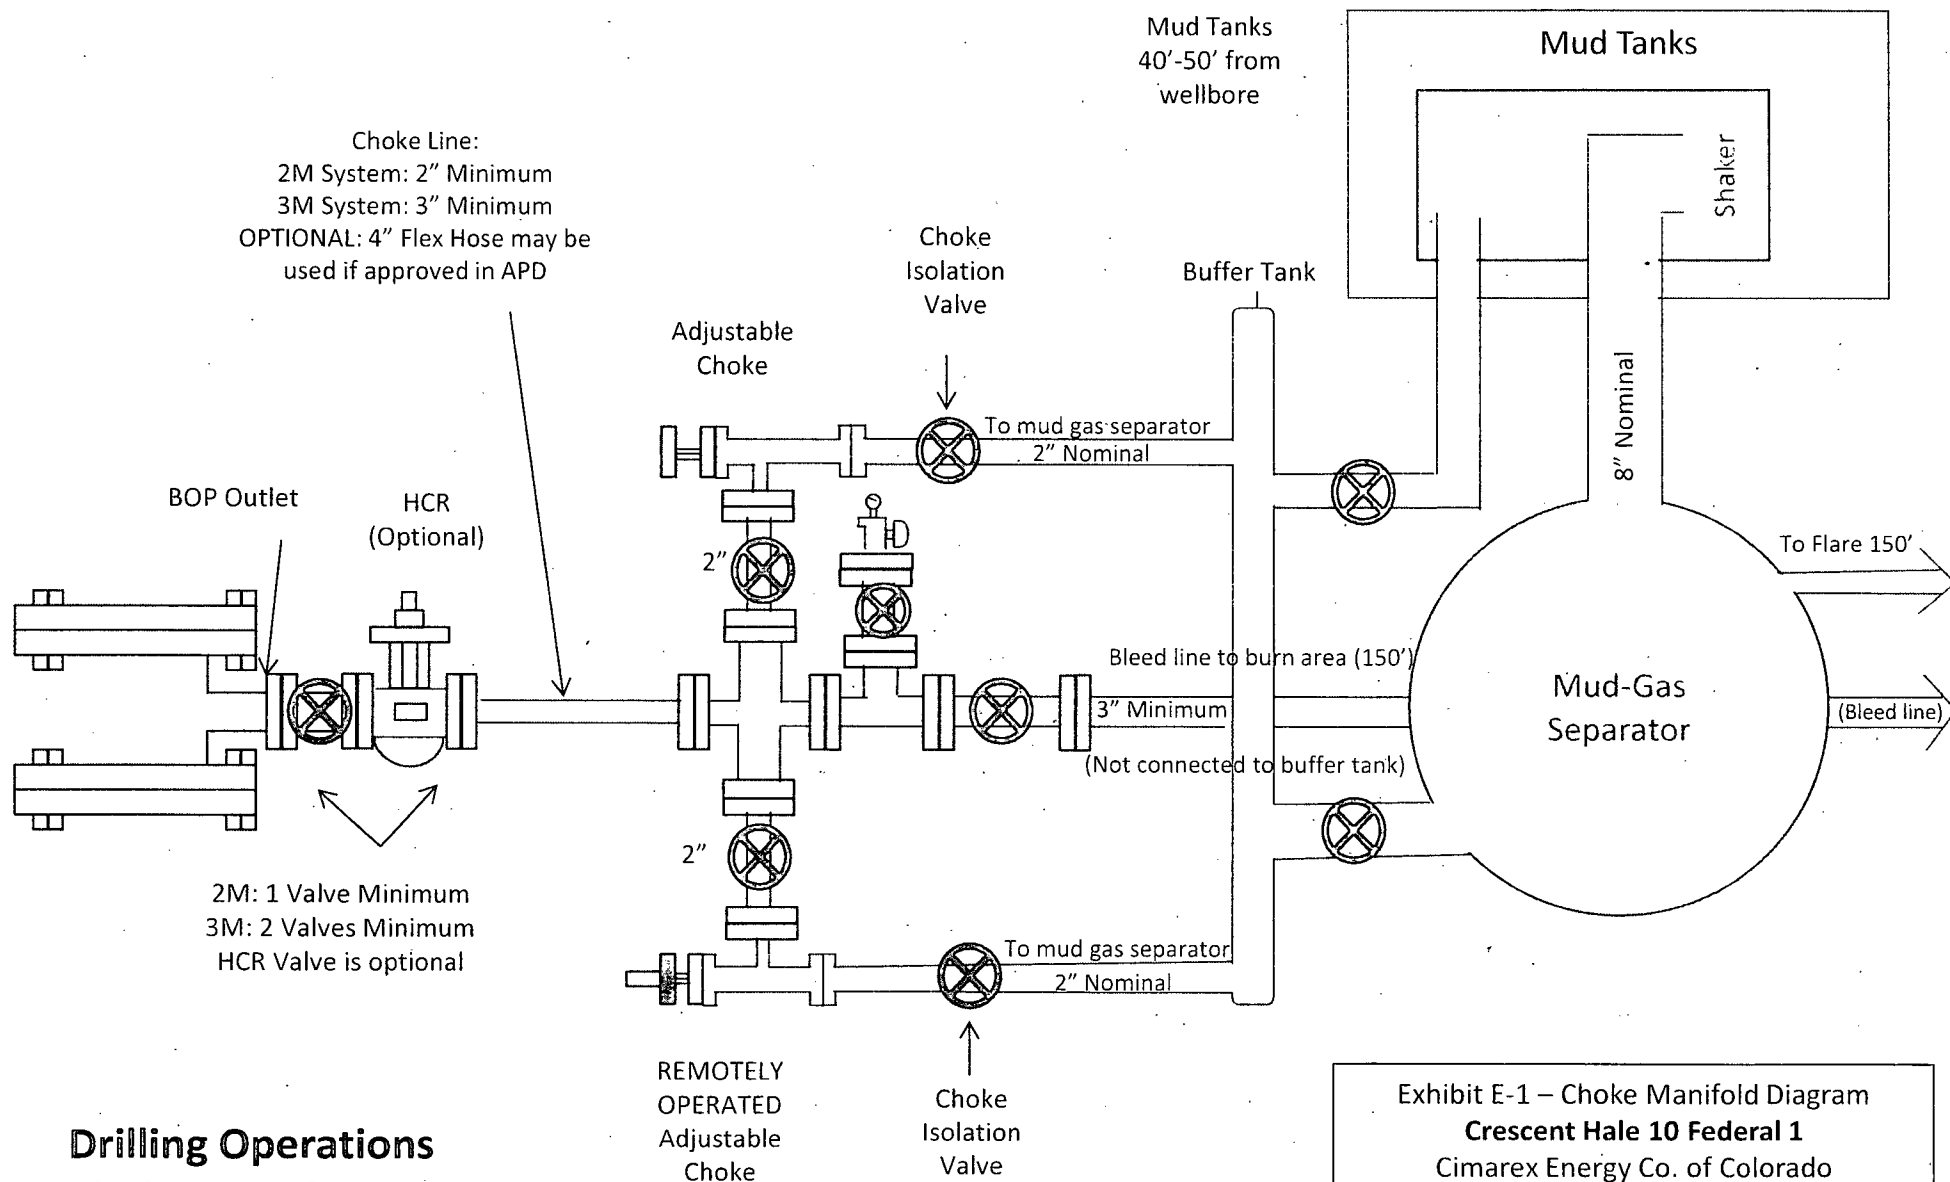 Mud Tanks
40'-50' from
wellbore
Mud Tanks
Shaker
Choke Line:
2M System: 2” Minimum
3M System: 3” Minimum
OPTIONAL: 4” Flex Hose may be
used if approved in APD
Choke
Isolation
Valve
Buffer Tank
Adjustable
Choke
8” Nominal
To mud gas separator
2” Nominal
BOP Outlet
HCR
(Optional)
2”
To Flare 150'
Bleed line to burn area (150')
3” Minimum
(Not connected to buffer tank)
Mud-Gas
Separator
(Bleed line)
2”
2M: 1 Valve Minimum
3M: 2 Valves Minimum
HCR Valve is optional
To mud gas separator
2” Nominal
REMOTELY
OPERATED
Adjustable
Choke
Choke
Isolation
Valve
Drilling Operations
Exhibit E-1 – Choke Manifold Diagram
Crescent Hale 10 Federal 1
Cimarex Energy Co. of Colorado